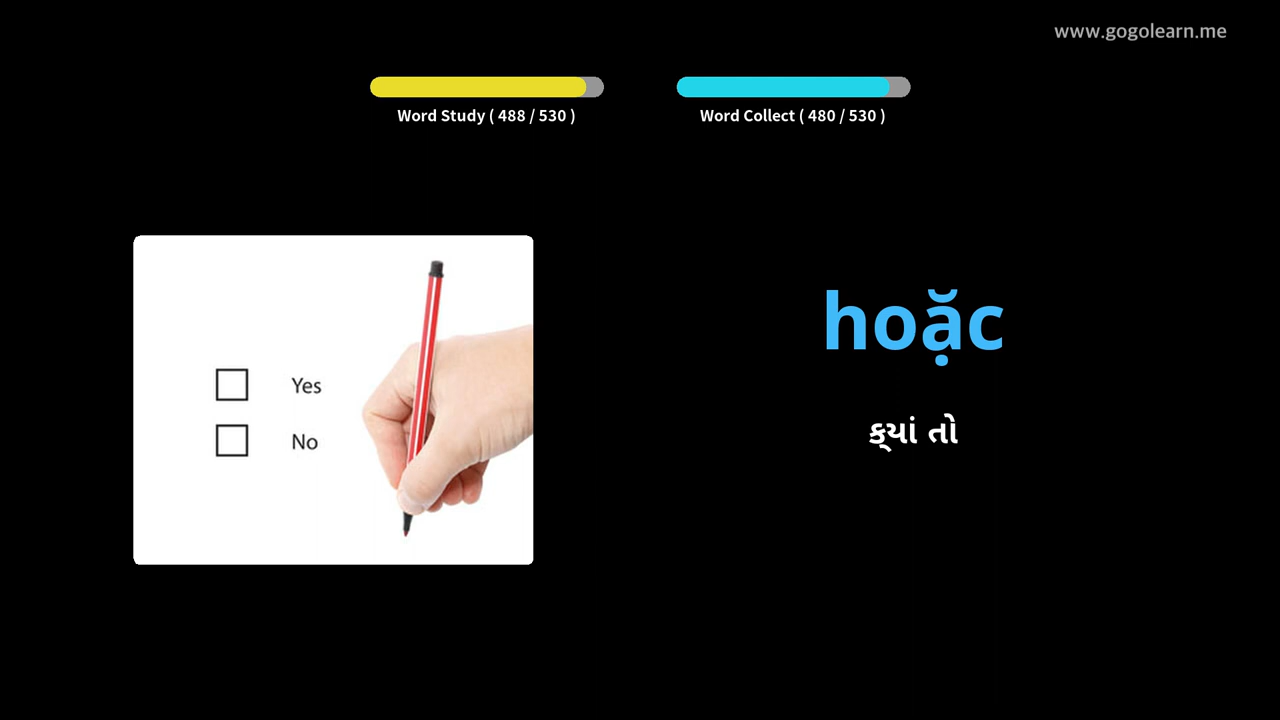 www.gogolearn.me
Word Study ( 488 / 530 )
Word Collect ( 480 / 530 )
Yes
No
hoặc
ક્યાં તો